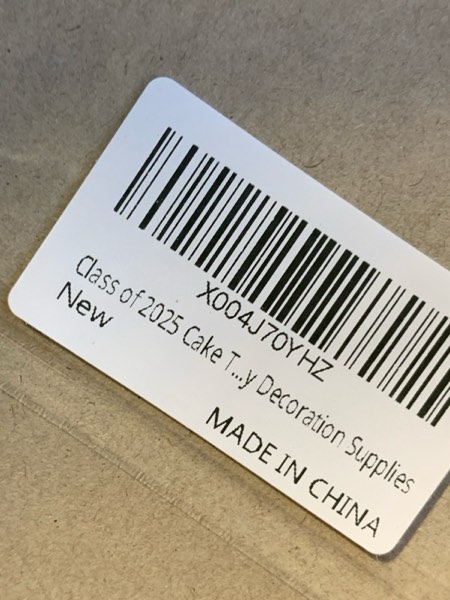 X004J70YHZ
Class of 2025 Cake T...y Decoration Supplies
New
MADE IN CHINA